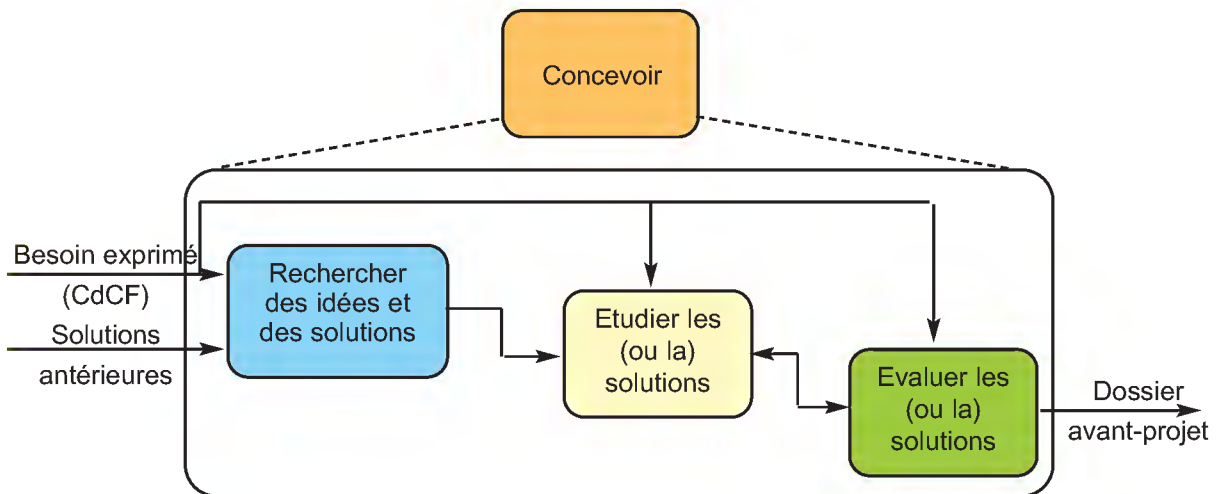 Concevoir
Besoin exprimé
(CdCF)
Solutions
antérieures
Rechercher
des idées et
des solutions
Etudier les
(ou la)
solutions
Evaluer les
(ou la)
solutions
Dossier
avant-projet